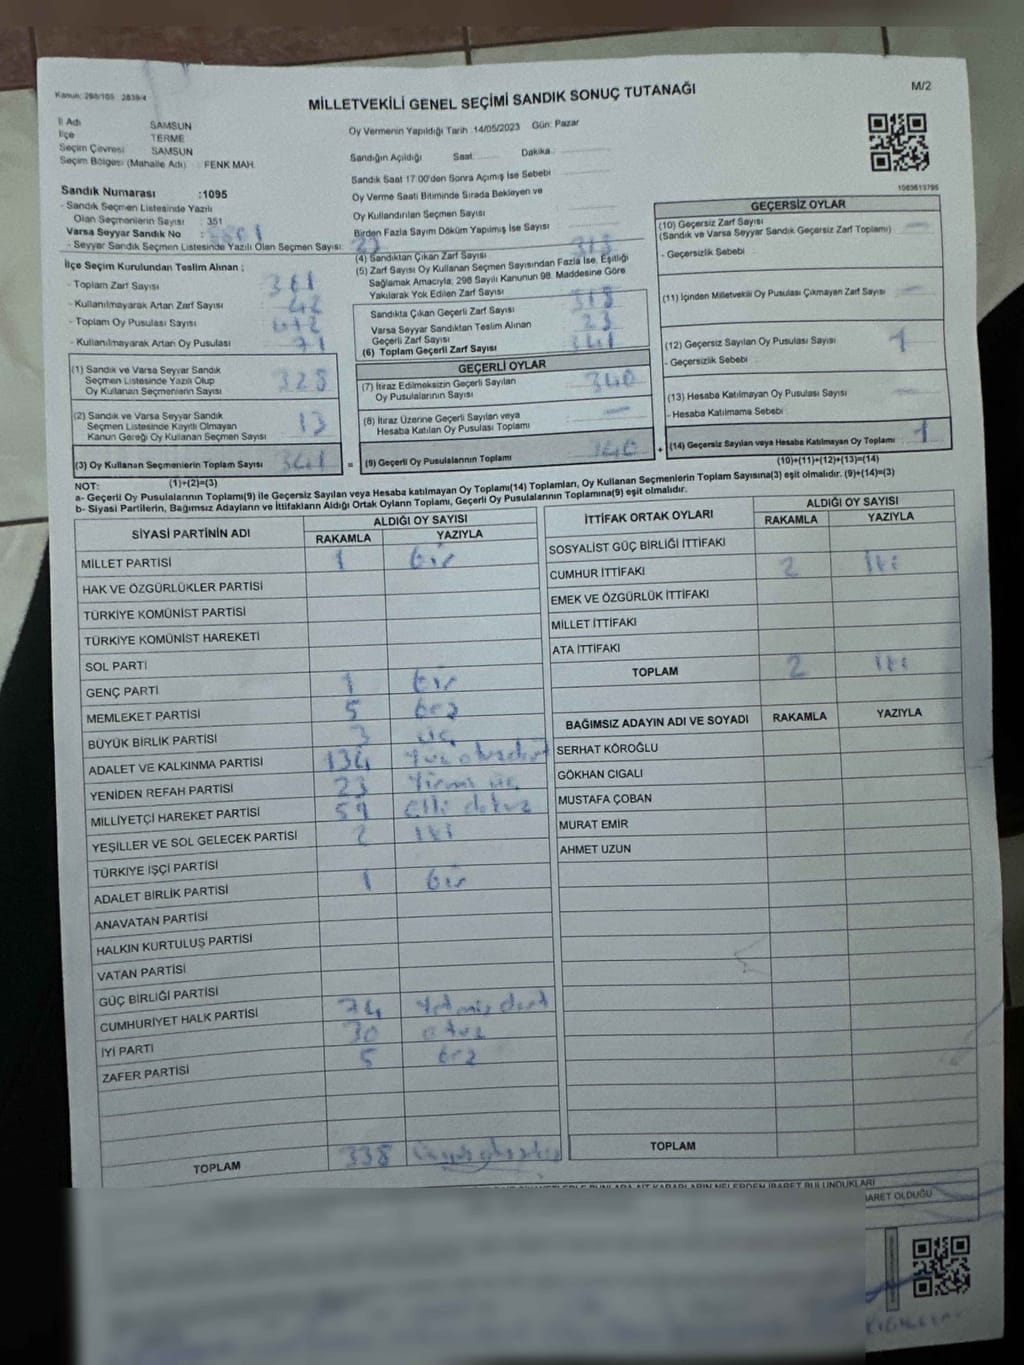 Kanun: 298/105 2839/4
MİLLETVEKİLİ GENEL SEÇİMİ SANDIK SONUÇ TUTANAĞI
M/2
İl Adı SAMSUN
İlçe TERME
Seçim Çevresi SAMSUN
Seçim Bölgesi (Mahalle Adı) : FENK MAH.
Sandık Numarası :1095
- Sandık Seçmen Listesinde Yazılı
Olan Seçmenlerin Sayısı : 351
Varsa Seyyar Sandık No
- Seyyar Sandık Seçmen Listesinde Yazılı Olan Seçmen Sayısı: 23
Oy Vermenin Yapıldığı Tarih :14/05/2023 Gün: Pazar
Sandığın Açıldığı Saat Dakika
Sandık Saat 17:00'den Sonra Açımış İse Sebebi
Oy Verme Saati Bitiminde Sırada Bekleyen ve
Oy Kullandırılan Seçmen Sayısı
Birden Fazla Sayım Döküm Yapılmış İse Sayısı
1063613795
İlçe Seçim Kurulundan Teslim Alınan ;
- Toplam Zarf Sayısı 361
- Kullanılmayarak Artan Zarf Sayısı 42
- Toplam Oy Pusulası Sayısı 412
- Kullanılmayarak Artan Oy Pusulası 71
(1) Sandık ve Varsa Seyyar Sandık
Seçmen Listesinde Yazılı Olup
Oy Kullanan Seçmenlerin Sayısı 328
(2) Sandık ve Varsa Seyyar Sandık
Seçmen Listesinde Kayıtlı Olmayan
Kanun Gereği Oy Kullanan Seçmen Sayısı 13
(3) Oy Kullanan Seçmenlerin Toplam Sayısı 341
(1)+(2)=(3)
(4) Sandıktan Çıkan Zarf Sayısı 318
(5) Zarf Sayısı Oy Kullanan Seçmen Sayısından Fazla İse, Eşitliği
Sağlamak Amacıyla; 298 Sayılı Kanunun 98. Maddesine Göre
Yakılarak Yok Edilen Zarf Sayısı
Sandıkta Çıkan Geçerli Zarf Sayısı 318
Varsa Seyyar Sandıktan Teslim Alınan
Geçerli Zarf Sayısı 23
(6) Toplam Geçerli Zarf Sayısı 341
GEÇERLİ OYLAR
(7) İtiraz Edilmeksizin Geçerli Sayılan
Oy Pusulalarının Sayısı 340
(8) İtiraz Üzerine Geçerli Sayılan veya
Hesaba Katılan Oy Pusulası Toplamı —
= (9) Geçerli Oy Pusulalarının Toplamı 340 +
GEÇERSİZ OYLAR
(10) Geçersiz Zarf Sayısı
(Sandık ve Varsa Seyyar Sandık Geçersiz Zarf Toplamı) —
- Geçersizlik Sebebi :
(11) İçinden Milletvekili Oy Pusulası Çıkmayan Zarf Sayısı —
(12) Geçersiz Sayılan Oy Pusulası Sayısı 1
- Geçersizlik Sebebi :
(13) Hesaba Katılmayan Oy Pusulası Sayısı —
- Hesaba Katılmama Sebebi :
(14) Geçersiz Sayılan veya Hesaba Katılmayan Oy Toplamı 1
(10)+(11)+(12)+(13)=(14)
NOT:
a- Geçerli Oy Pusulalarının Toplamı(9) ile Geçersiz Sayılan veya Hesaba katılmayan Oy Toplamı(14) Toplamları, Oy Kullanan Seçmenlerin Toplam Sayısına(3) eşit olmalıdır. (9)+(14)=(3)
b- Siyasi Partilerin, Bağımsız Adayların ve İttifakların Aldığı Ortak Oyların Toplamı, Geçerli Oy Pusulalarının Toplamına(9) eşit olmalıdır.
SİYASİ PARTİNİN ADI ALDIĞI OY SAYISI
RAKAMLA YAZIYLA
MİLLET PARTİSİ 1 bir
HAK VE ÖZGÜRLÜKLER PARTİSİ
TÜRKİYE KOMÜNİST PARTİSİ
TÜRKİYE KOMÜNİST HAREKETİ
SOL PARTİ
GENÇ PARTİ 1 bir
MEMLEKET PARTİSİ 5 beş
BÜYÜK BİRLİK PARTİSİ 3 üç
ADALET VE KALKINMA PARTİSİ 134
YENİDEN REFAH PARTİSİ 23 Yirmi üç
MİLLİYETÇİ HAREKET PARTİSİ 59 elli dokuz
YEŞİLLER VE SOL GELECEK PARTİSİ 2 iki
TÜRKİYE İŞÇİ PARTİSİ
ADALET BİRLİK PARTİSİ 1 bir
ANAVATAN PARTİSİ
HALKIN KURTULUŞ PARTİSİ
VATAN PARTİSİ
GÜÇ BİRLİĞİ PARTİSİ
CUMHURİYET HALK PARTİSİ 74 Yetmiş dört
İYİ PARTİ 30 otuz
ZAFER PARTİSİ 5 beş
TOPLAM 338
İTTİFAK ORTAK OYLARI ALDIĞI OY SAYISI
RAKAMLA YAZIYLA
SOSYALİST GÜÇ BİRLİĞİ İTTİFAKI
CUMHUR İTTİFAKI 2 iki
EMEK VE ÖZGÜRLÜK İTTİFAKI
MİLLET İTTİFAKI
ATA İTTİFAKI
TOPLAM 2 iki
BAĞIMSIZ ADAYIN ADI VE SOYADI RAKAMLA YAZIYLA
SERHAT KÖROĞLU
GÖKHAN CIGALI
MUSTAFA ÇOBAN
MURAT EMİR
AHMET UZUN
TOPLAM
BARET OLDUĞU